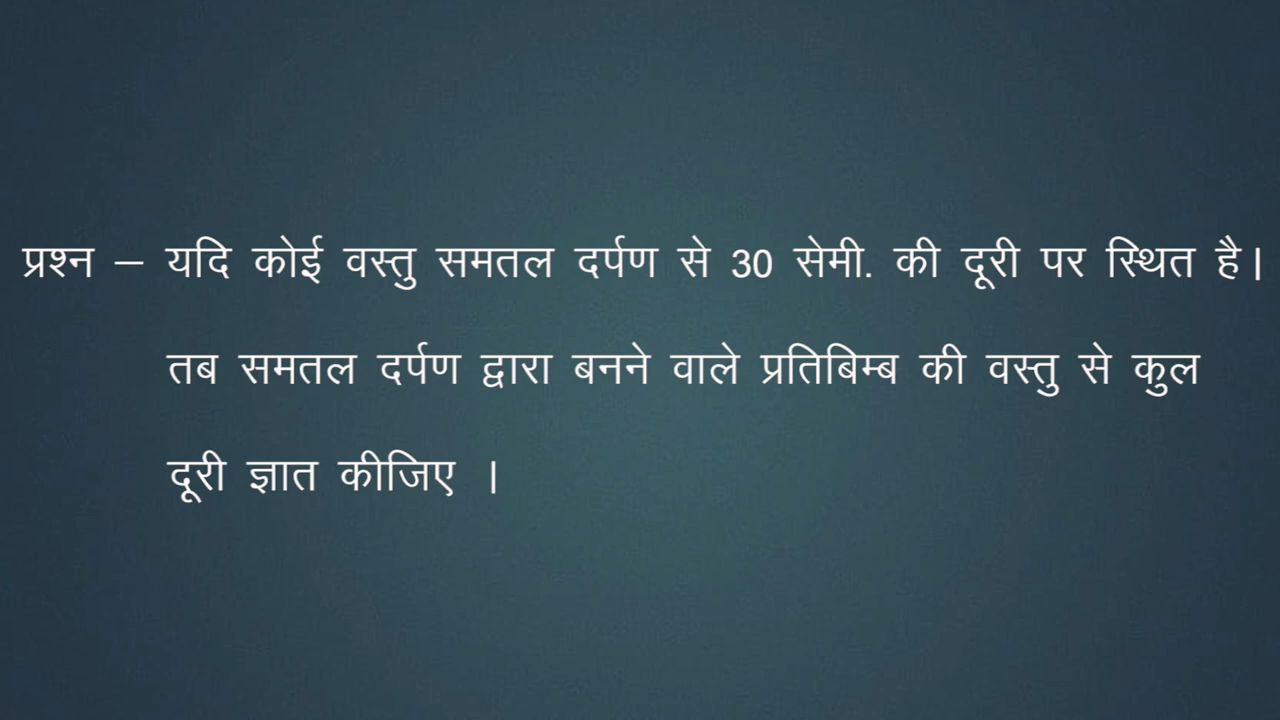 प्रश्न – यदि कोई वस्तु समतल दर्पण से 30 सेमी. की दूरी पर स्थित है।
तब समतल दर्पण द्वारा बनने वाले प्रतिबिम्ब की वस्तु से कुल
दूरी ज्ञात कीजिए ।